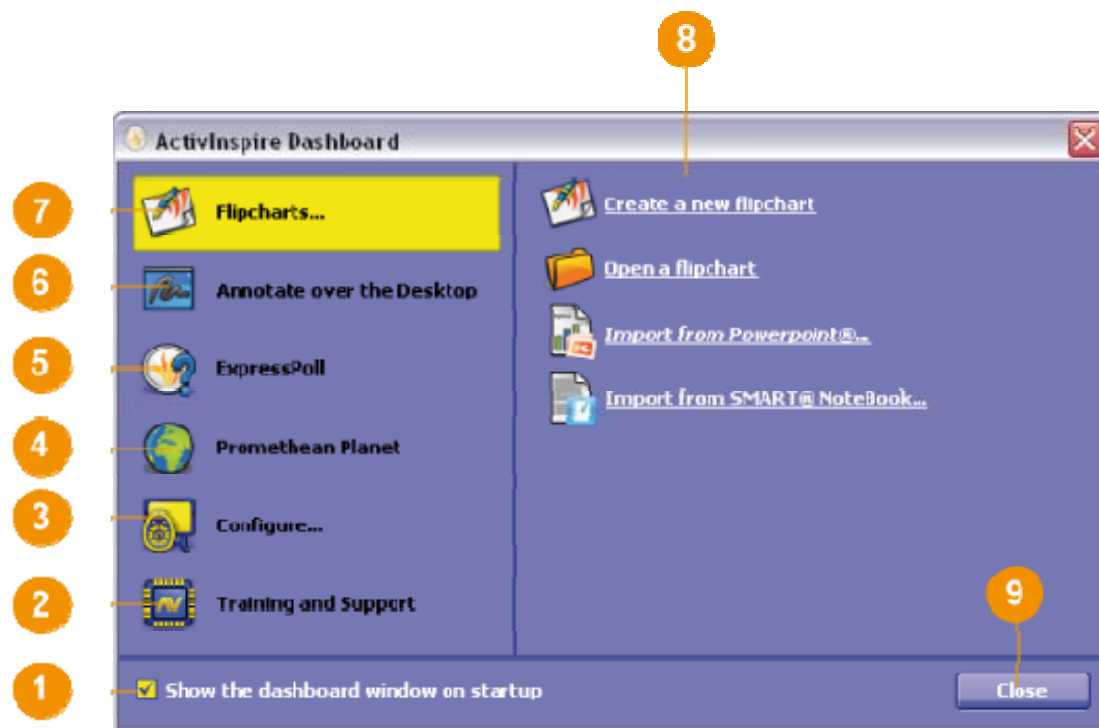 8
ActivInspire Dashboard
7
Flipcharts...
Create a new flipchart
6
Annotate over the Desktop
Open a flipchart
5
ExpressPoll
Import from Powerpoint®...
Import from SMART® NoteBook...
4
Promethean Planet
3
Configure...
2
Training and Support
9
1
Show the dashboard window on startup
Close